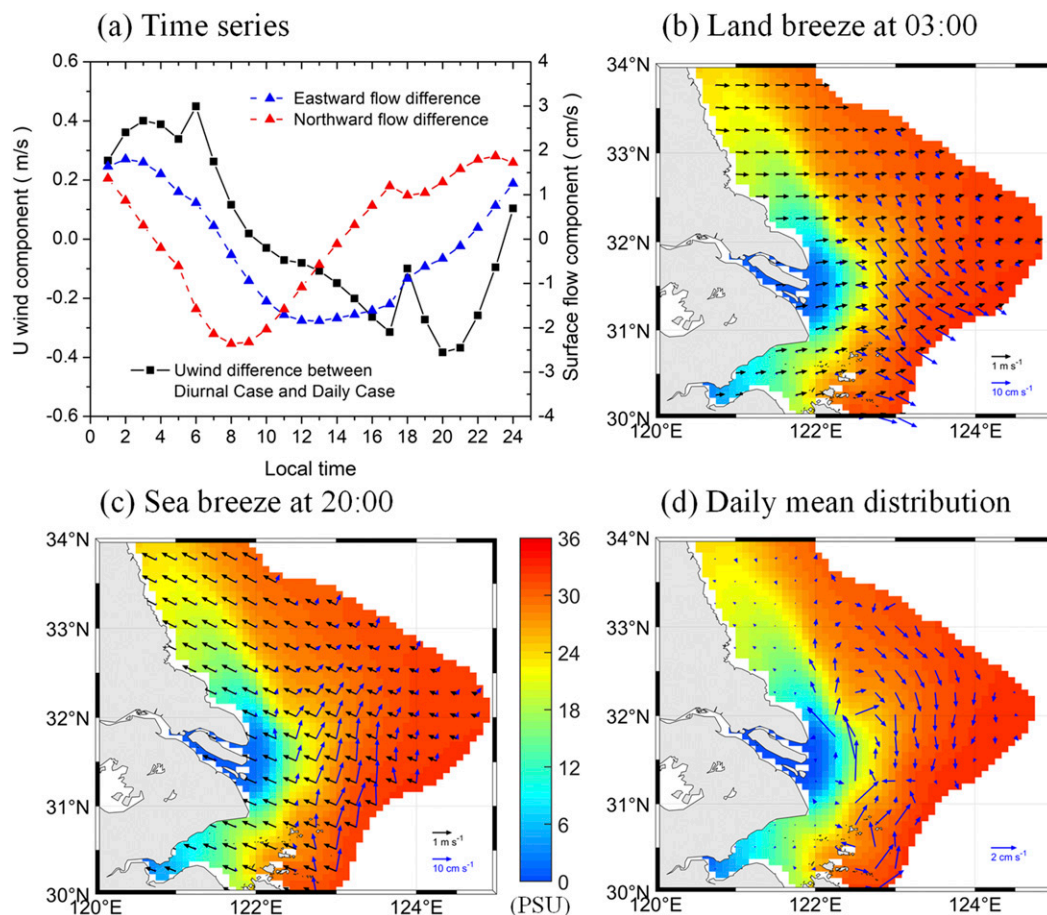 (a) Time series
(b) Land breeze at 03:00
0.6
0.4
0.2
0.0
-0.2
-0.4
-0.6
U wind component ( m/s )
4
3
2
1
0
-1
-2
-3
-4
Surface flow component ( cm/s )
Eastward flow difference
Northward flow difference
Uwind difference between
Diurnal Case and Daily Case
0 2 4 6 8 10 12 14 16 18 20 22 24
Local time
34°N
33°N
32°N
31°N
30°N
120°E 122°E 124°E
1 m s-1
10 cm s-1
(c) Sea breeze at 20:00
(d) Daily mean distribution
34°N
33°N
32°N
31°N
30°N
120°E 122°E 124°E
1 m s-1
10 cm s-1
36
30
24
18
12
6
0
(PSU)
34°N
33°N
32°N
31°N
30°N
120°E 122°E 124°E
2 cm s-1